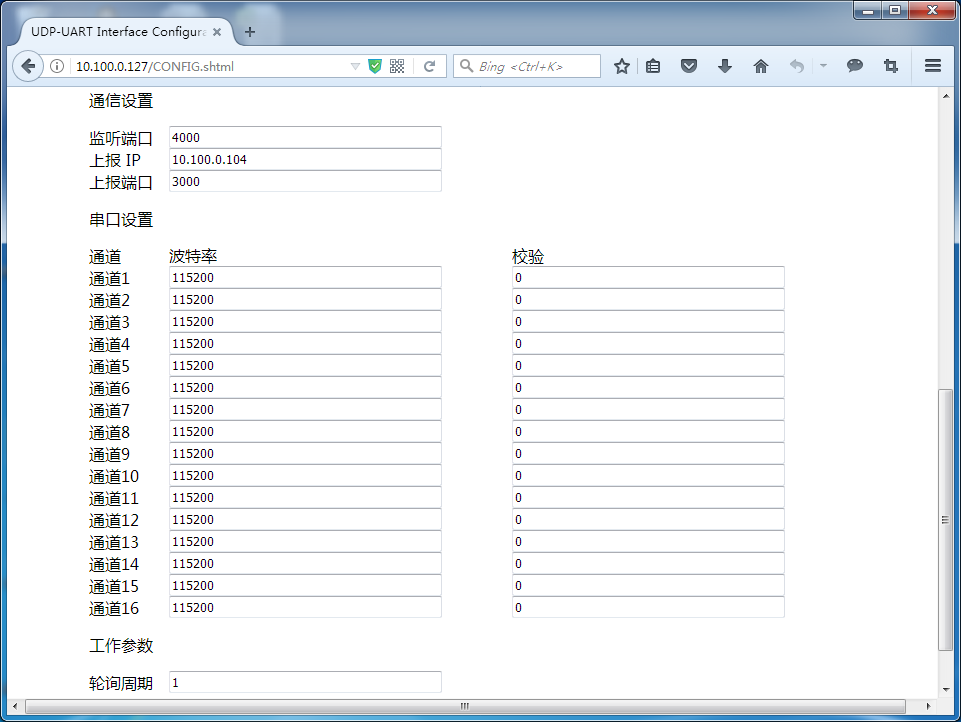 UDP-UART Interface Configura
10.100.0.127/CONFIG.shtml
Bing <Ctrl+K>
通信设置
监听端口 4000
上报 IP 10.100.0.104
上报端口 3000
串口设置
通道 波特率 校验
通道1 115200 0
通道2 115200 0
通道3 115200 0
通道4 115200 0
通道5 115200 0
通道6 115200 0
通道7 115200 0
通道8 115200 0
通道9 115200 0
通道10 115200 0
通道11 115200 0
通道12 115200 0
通道13 115200 0
通道14 115200 0
通道15 115200 0
通道16 115200 0
工作参数
轮询周期 1